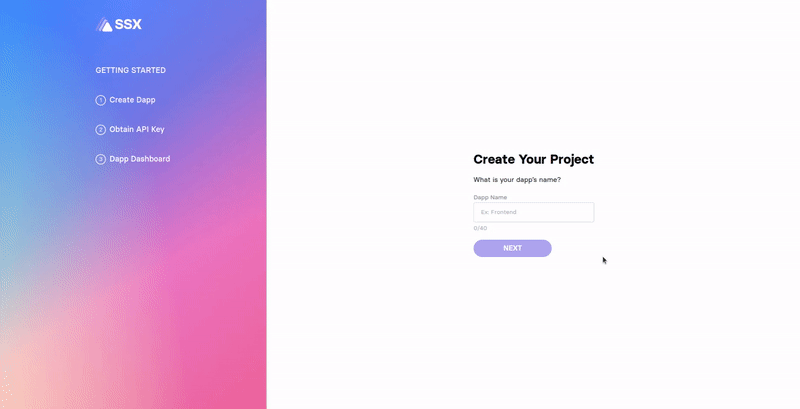 SSX
GETTING STARTED
1 Create Dapp
2 Obtain API Key
3 Dapp Dashboard
Create Your Project
What is your dapp's name?
Dapp Name
Ex: Frontend
0/40
NEXT